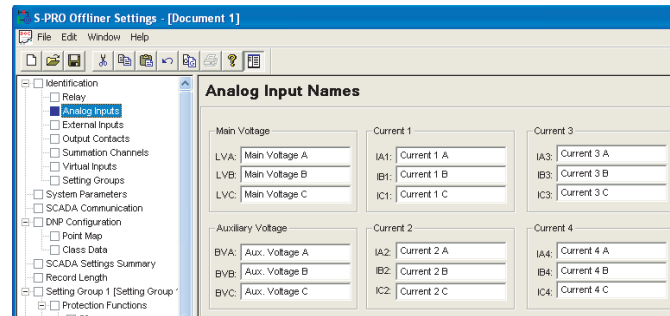 S-PRO Offliner Settings - [Document 1]
File Edit Window Help
Identification
Relay
Analog Inputs
External Inputs
Output Contacts
Summation Channels
Virtual Inputs
Setting Groups
System Parameters
SCADA Communication
DNP Configuration
Point Map
Class Data
SCADA Settings Summary
Record Length
Setting Group 1 [Setting Group
Protection Functions
Analog Input Names
Main Voltage
LVA: Main Voltage A
LVB: Main Voltage B
LVC: Main Voltage C
Current 1
IA1: Current 1 A
IB1: Current 1 B
IC1: Current 1 C
Current 3
IA3: Current 3 A
IB3: Current 3 B
IC3: Current 3 C
Auxiliary Voltage
BVA: Aux. Voltage A
BVB: Aux. Voltage B
BVC: Aux. Voltage C
Current 2
IA2: Current 2 A
IB2: Current 2 B
IC2: Current 2 C
Current 4
IA4: Current 4 A
IB4: Current 4 B
IC4: Current 4 C